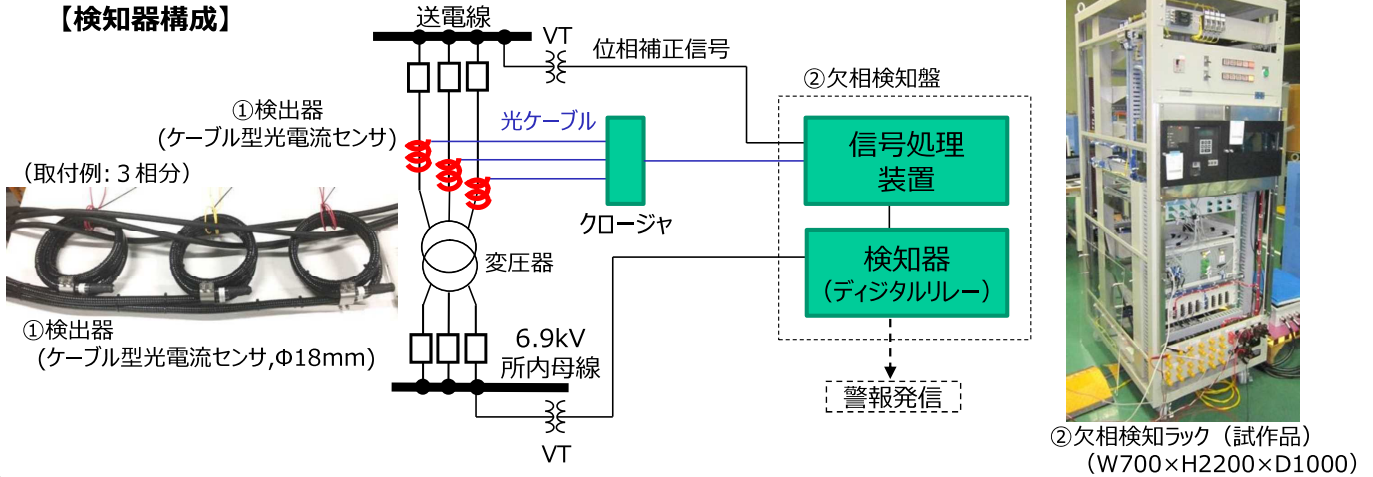 【検知器構成】
送電線
VT
位相補正信号
②欠相検知盤
①検出器
(ケーブル型光電流センサ)
光ケーブル
信号処理
装置
(取付例:３相分)
クロージャ
変圧器
検知器
（ディジタルリレー）
①検出器
(ケーブル型光電流センサ,Φ18mm)
6.9kV
所内母線
警報発信
VT
②欠相検知ラック（試作品）
（W700×H2200×D1000）